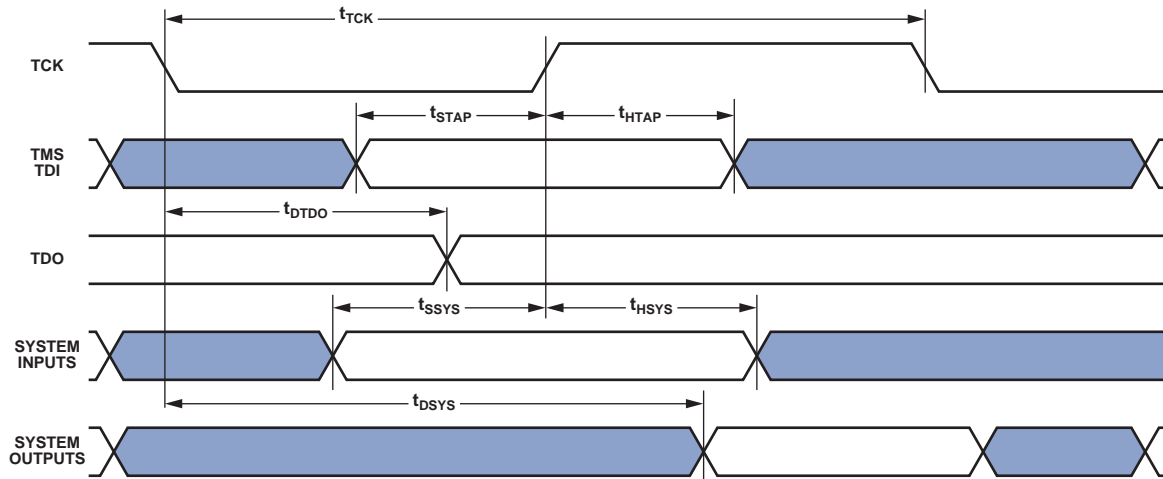 tTCK
TCK
tSTAP
tHTAP
TMS
TDI
tDTDO
TDO
tSSYS
tHSYS
SYSTEM
INPUTS
tDSYS
SYSTEM
OUTPUTS